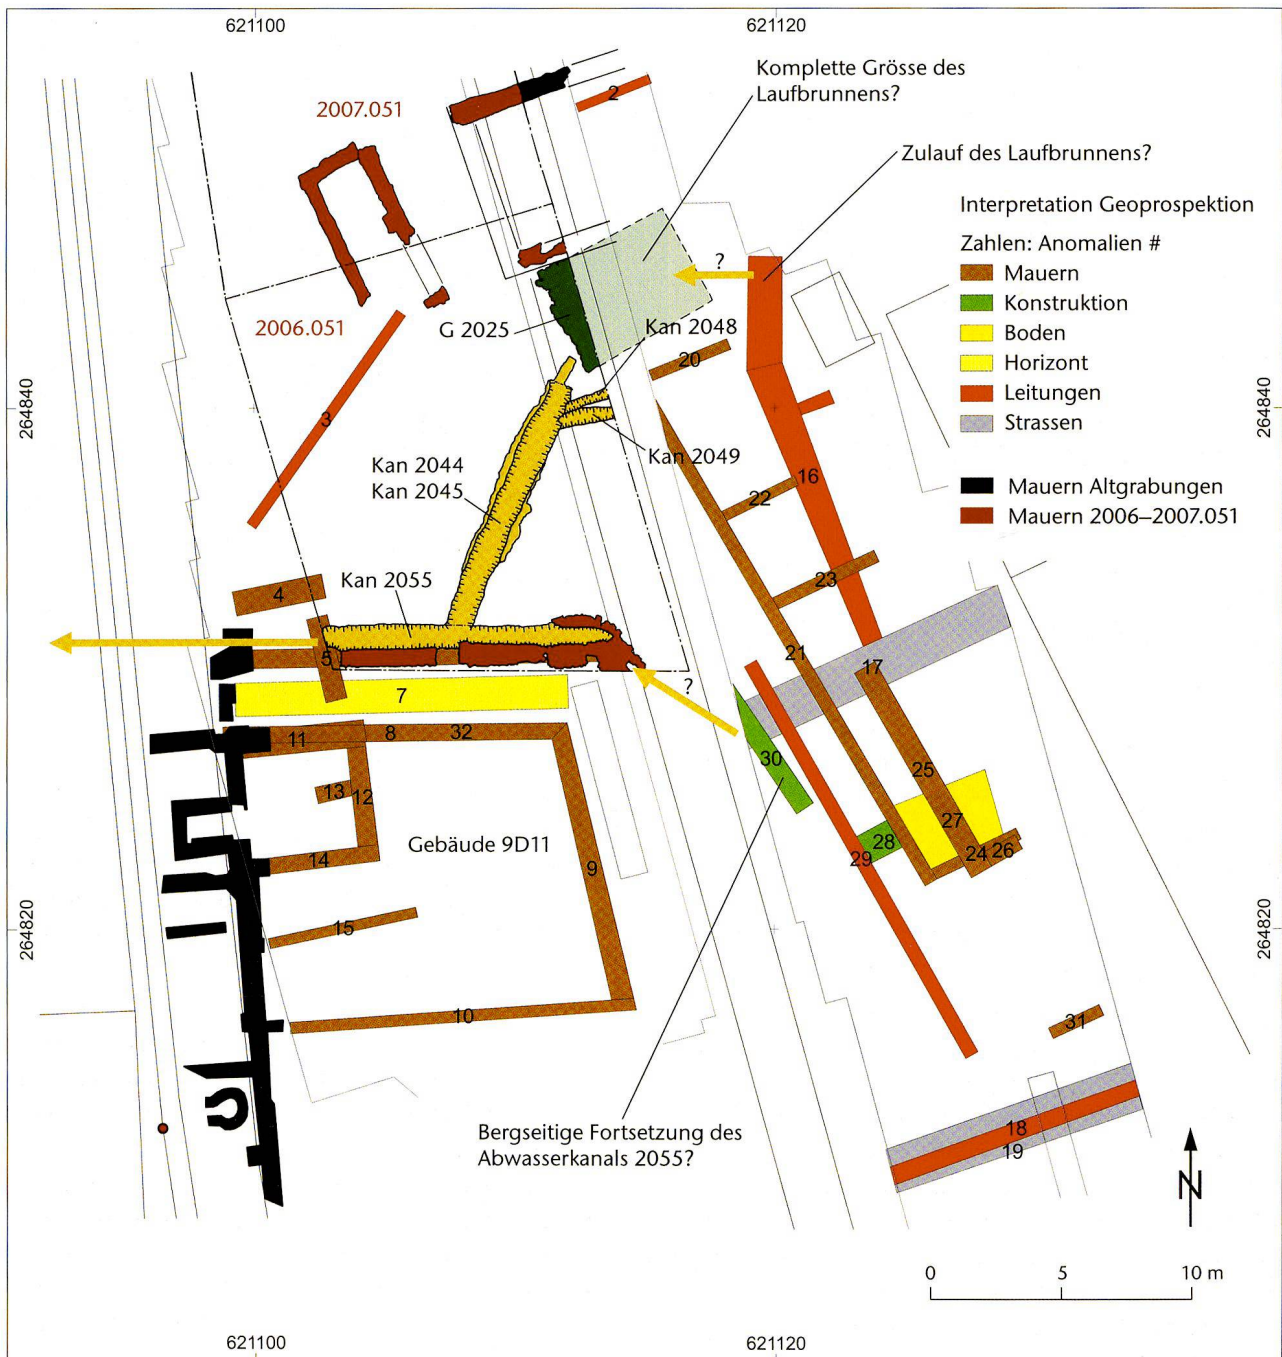 621100
621120
Komplette Grösse des
Laufbrunnens?
2
2007.051
Zulauf des Laufbrunnens?
Interpretation Geoprospektion
Zahlen: Anomalien #
Mauern
Konstruktion
Boden
Horizont
Leitungen
Strassen
Mauern Altgrabungen
Mauern 2006–2007.051
?
2006.051
G 2025
Kan 2048
20
264840
264840
3
Kan 2049
Kan 2044
Kan 2045
16
22
Kan 2055
23
4
5
21
17
7
?
30
11
8
32
25
13
12
27
Gebäude 9D11
28
14
29
24
26
9
15
264820
264820
10
31
Bergseitige Fortsetzung des
Abwasserkanals 2055?
18
19
N
0
5
10 m
621100
621120